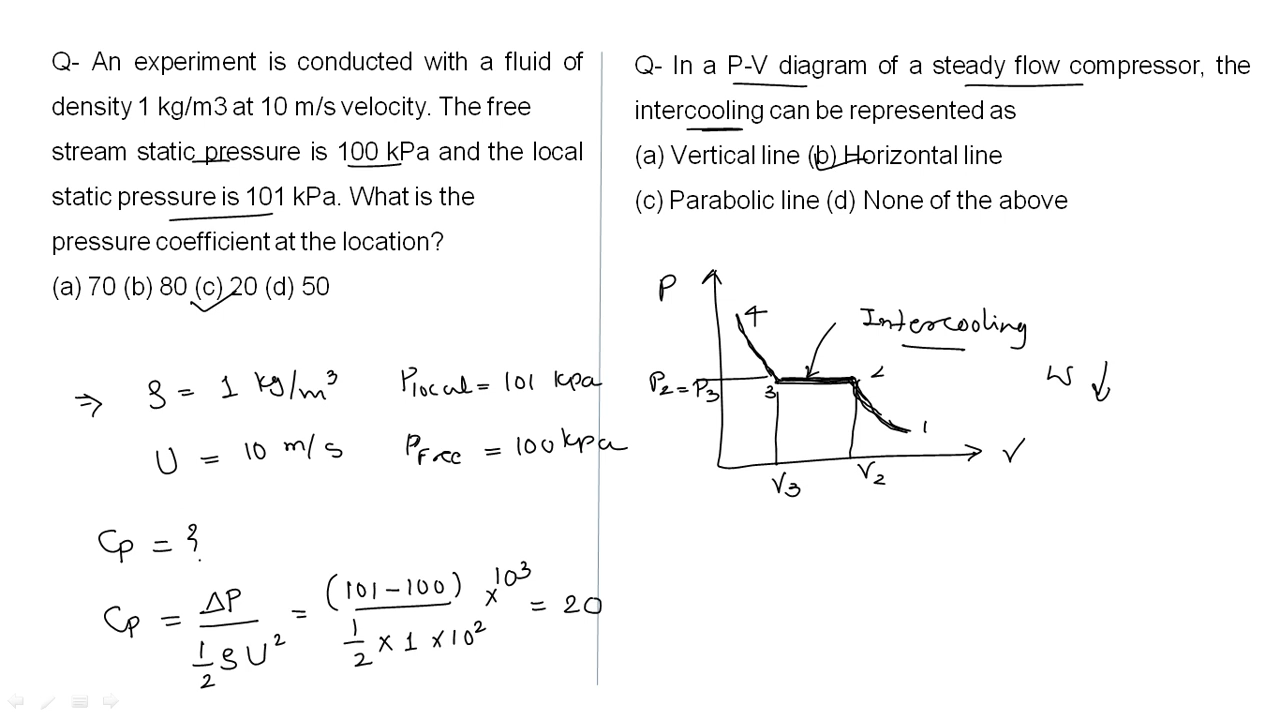 Q- An experiment is conducted with a fluid of
density 1 kg/m3 at 10 m/s velocity. The free
stream static pressure is 100 kPa and the local
static pressure is 101 kPa. What is the
pressure coefficient at the location?
(a) 70 (b) 80 (c) 20 (d) 50
⇒ ρ = 1 kg/m³ Plocal = 101 kpa
U = 10 m/s PFree = 100 kpa
Cp = ?
Cp = ΔP / ½ ρ U² = (101-100) × 10³ / ½ × 1 × 10² = 20
Q- In a P-V diagram of a steady flow compressor, the
intercooling can be represented as
(a) Vertical line (b) Horizontal line
(c) Parabolic line (d) None of the above
P
4
Intercooling
P2 = P3
3
2
W ↓
1
V
V3
V2